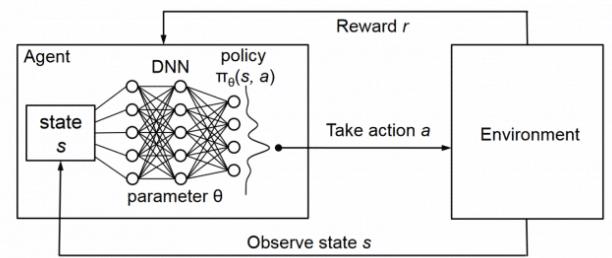 Reward r
Agent
policy
DNN
πθ(s, a)
state
s
Take action a
Environment
parameter θ
Observe state s